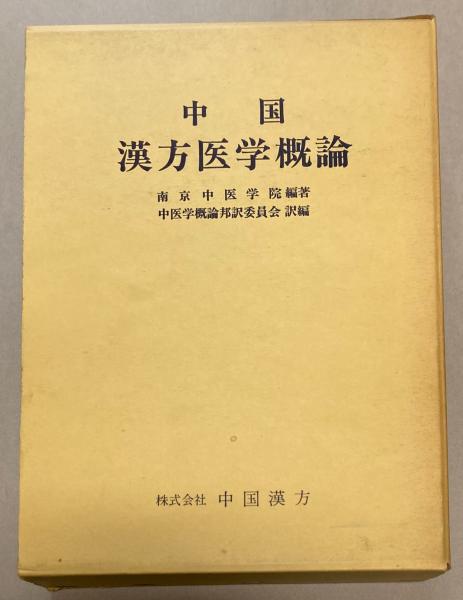 中国
漢方医学概論
南京中医学院編著
中医学概論邦訳委員会 訳編
株式会社 中国漢方